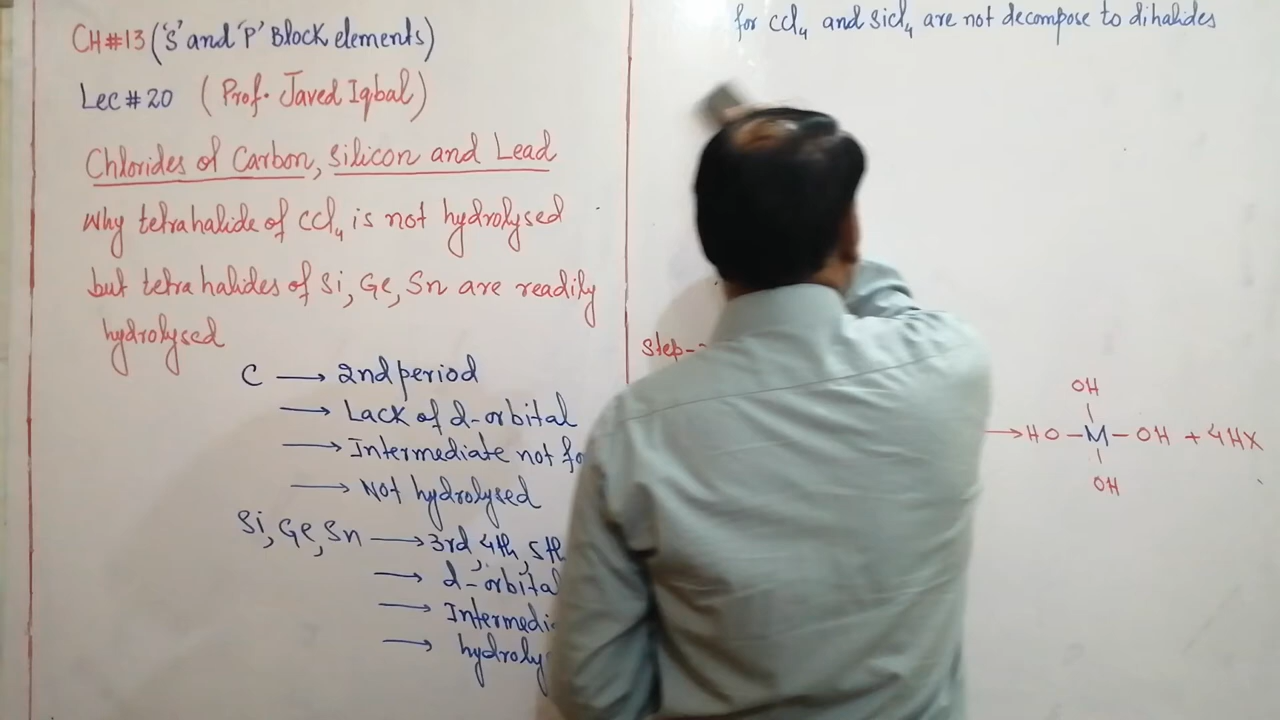 CH#13 ('S' and 'P' Block elements)
Lec # 20 (Prof. Javed Iqbal)
Chlorides of Carbon, Silicon and Lead
Why tetrahalide of CCl₄ is not hydrolysed
but tetrahalides of Si, Ge, Sn are readily
hydrolysed
C → 2nd period
→ Lack of d-orbital
→ Intermediate not fo
→ Not hydrolysed
Si, Ge, Sn → 3rd, 4th, 5th
→ d-orbital
→ Intermedi
→ hydroly
for CCl₄ and SiCl₄ are not decompose to dihalides
Step-
OH
→ HO – M – OH + 4HX
OH